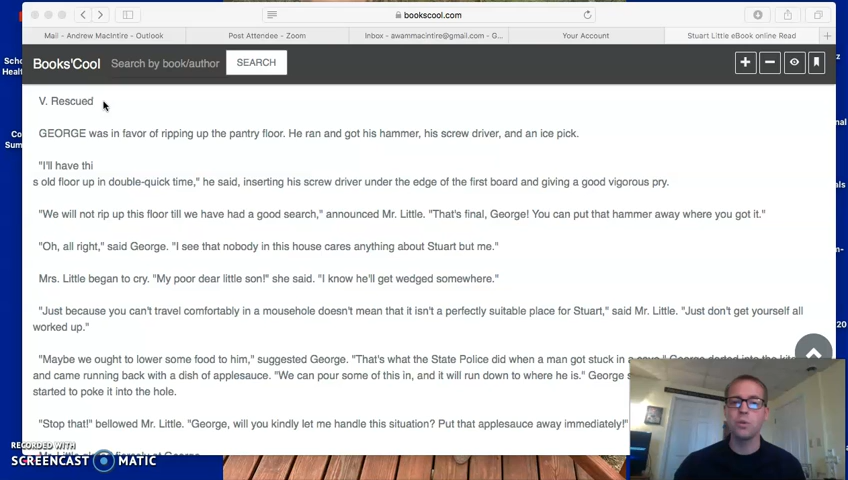 bookscool.com
Mail - Andrew MacIntire - Outlook
Post Attendee - Zoom
Inbox - awammacintire@gmail.com - G...
Your Account
Stuart Little eBook online Read
Books'Cool
Search by book/author
SEARCH
V. Rescued
GEORGE was in favor of ripping up the pantry floor. He ran and got his hammer, his screw driver, and an ice pick.
"I'll have thi
s old floor up in double-quick time," he said, inserting his screw driver under the edge of the first board and giving a good vigorous pry.
"We will not rip up this floor till we have had a good search," announced Mr. Little. "That's final, George! You can put that hammer away where you got it."
"Oh, all right," said George. "I see that nobody in this house cares anything about Stuart but me."
Mrs. Little began to cry. "My poor dear little son!" she said. "I know he'll get wedged somewhere."
"Just because you can't travel comfortably in a mousehole doesn't mean that it isn't a perfectly suitable place for Stuart," said Mr. Little. "Just don't get yourself all
worked up."
"Maybe we ought to lower some food to him," suggested George. "That's what the State Police did when a man got stuck in a
and came running back with a dish of applesauce. "We can pour some of this in, and it will run down to where he is." George
started to poke it into the hole.
"Stop that!" bellowed Mr. Little. "George, will you kindly let me handle this situation? Put that applesauce away immediately!"
RECORDED WITH
SCREENCAST MATIC